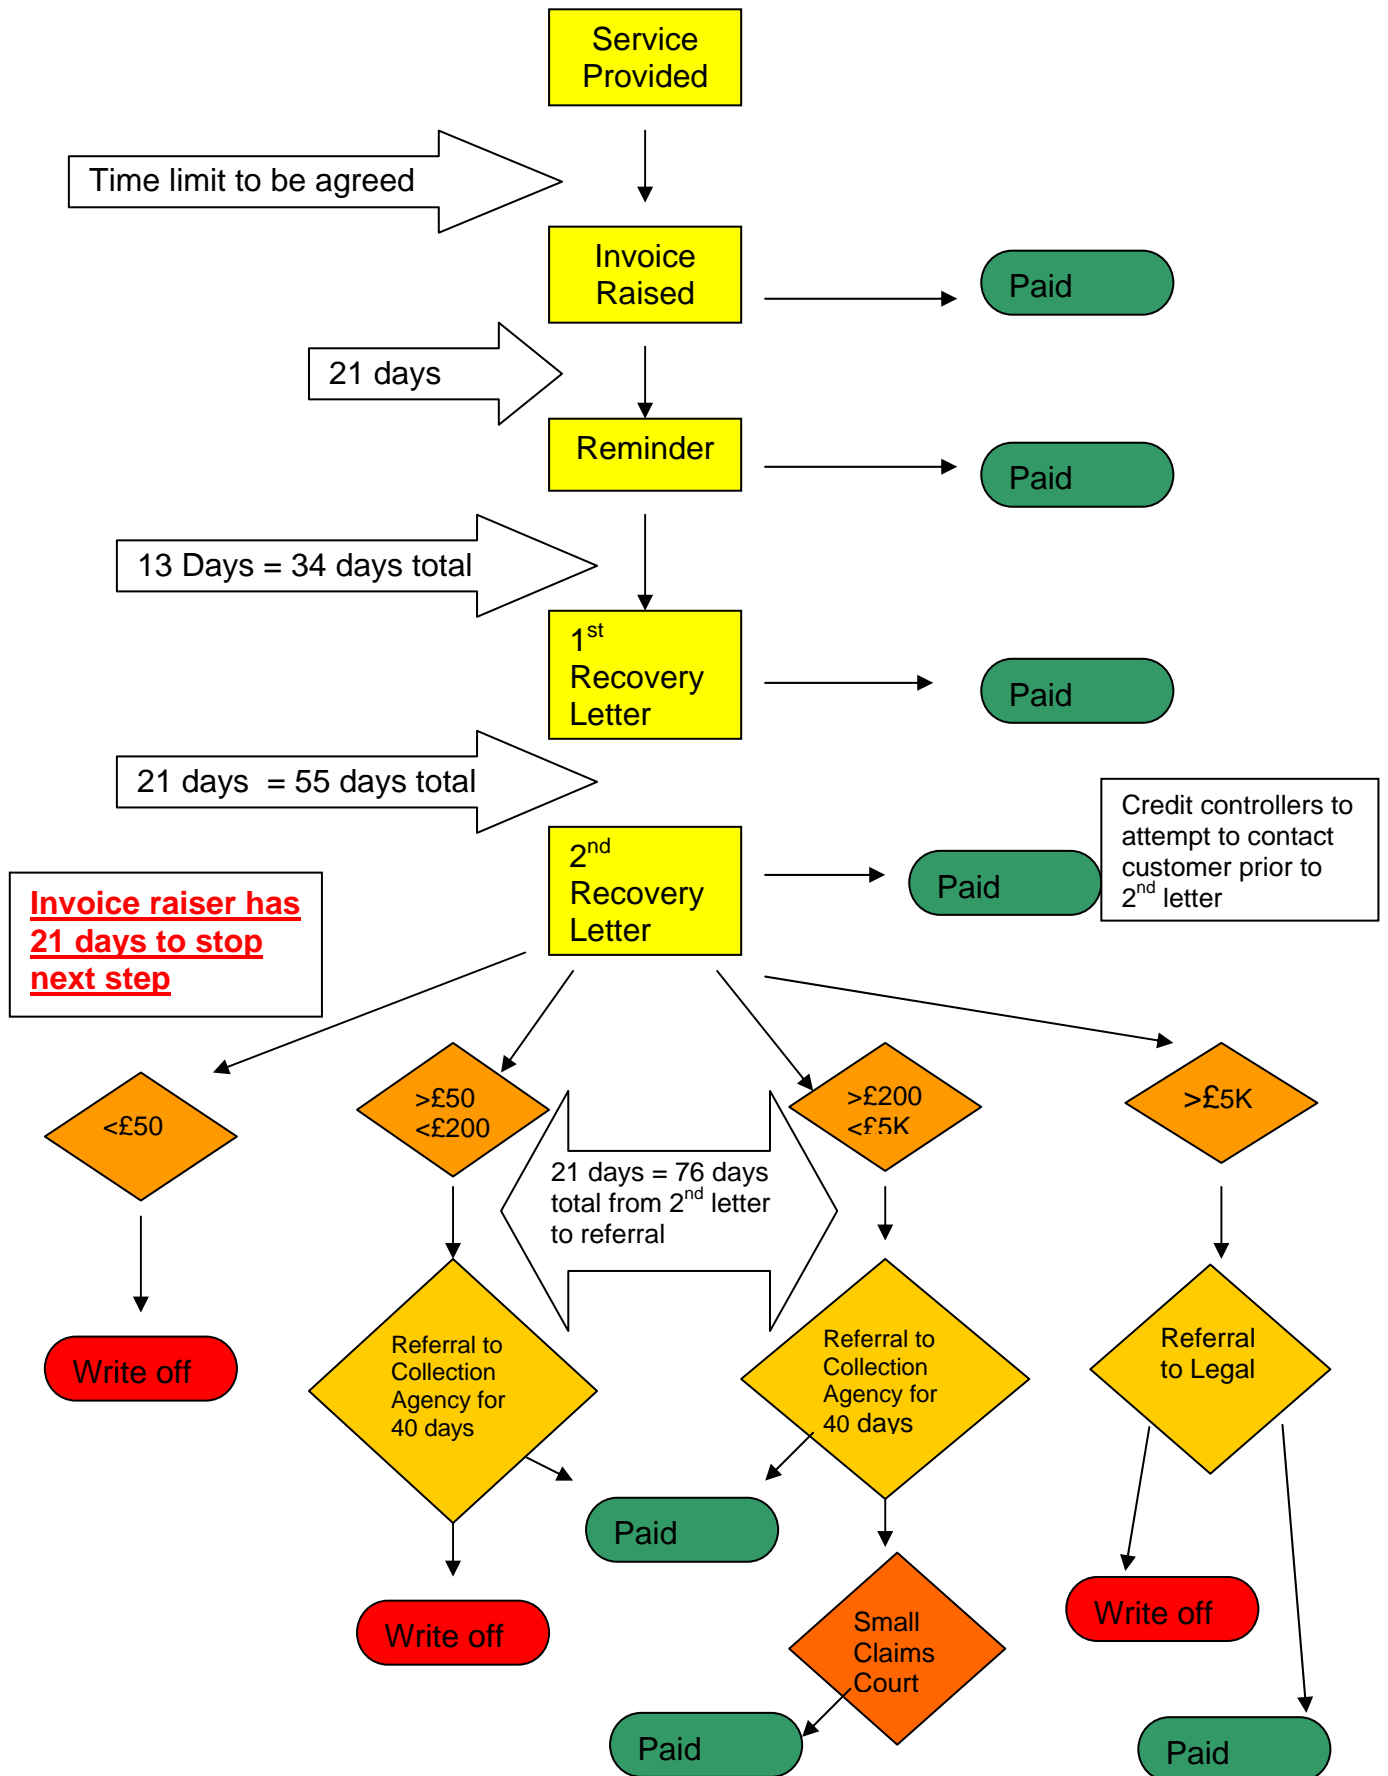 Service
Provided
Time limit to be agreed
Invoice
Raised
Paid
21 days
Reminder
Paid
13 Days = 34 days total
1st
Recovery
Letter
Paid
21 days  = 55 days total
Credit controllers to
attempt to contact
customer prior to
2nd letter
2nd
Recovery
Letter
Paid
Invoice raiser has
21 days to stop
next step
<£50
>£50
<£200
>£200
<£5K
>£5K
21 days = 76 days
total from 2nd letter
to referral
Write off
Referral to
Collection
Agency for
40 days
Referral to
Collection
Agency for
40 days
Referral
to Legal
Paid
Write off
Small
Claims
Court
Write off
Paid
Paid